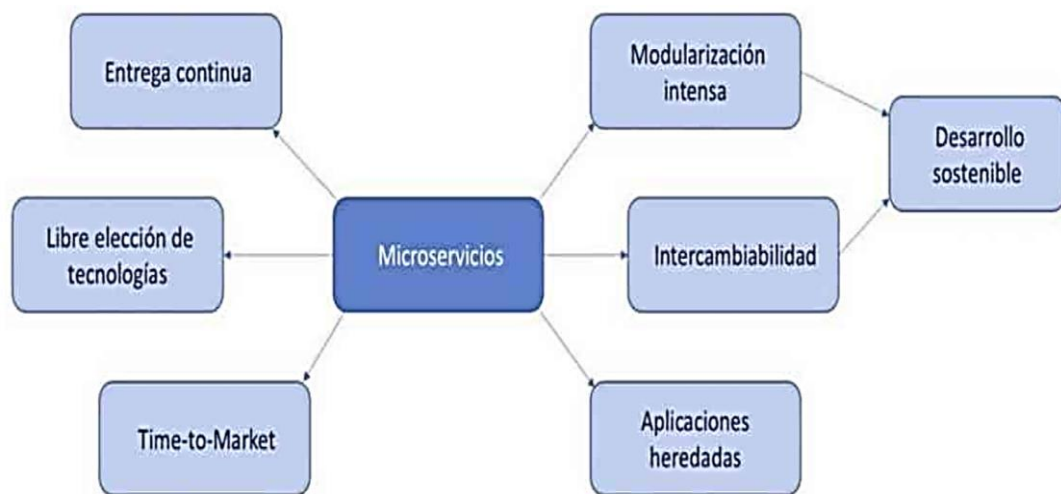 Entrega continua
Modularización
intensa
Desarrollo
sostenible
Libre elección de
tecnologías
Microservicios
Intercambiabilidad
Time-to-Market
Aplicaciones
heredadas